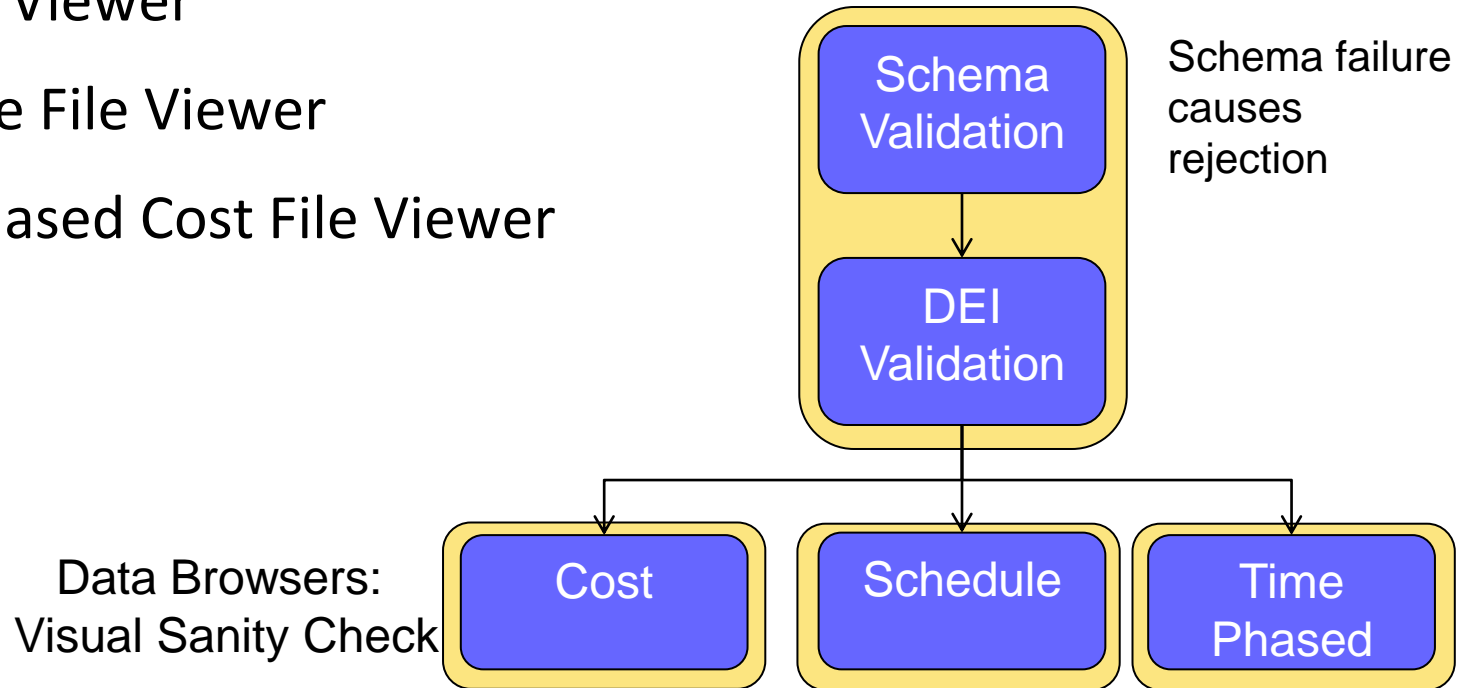 Viewer
e File Viewer
ased Cost File Viewer
Schema
Validation
Schema failure
causes
rejection
DEI
Validation
Data Browsers:
Visual Sanity Check
Cost
Schedule
Time
Phased